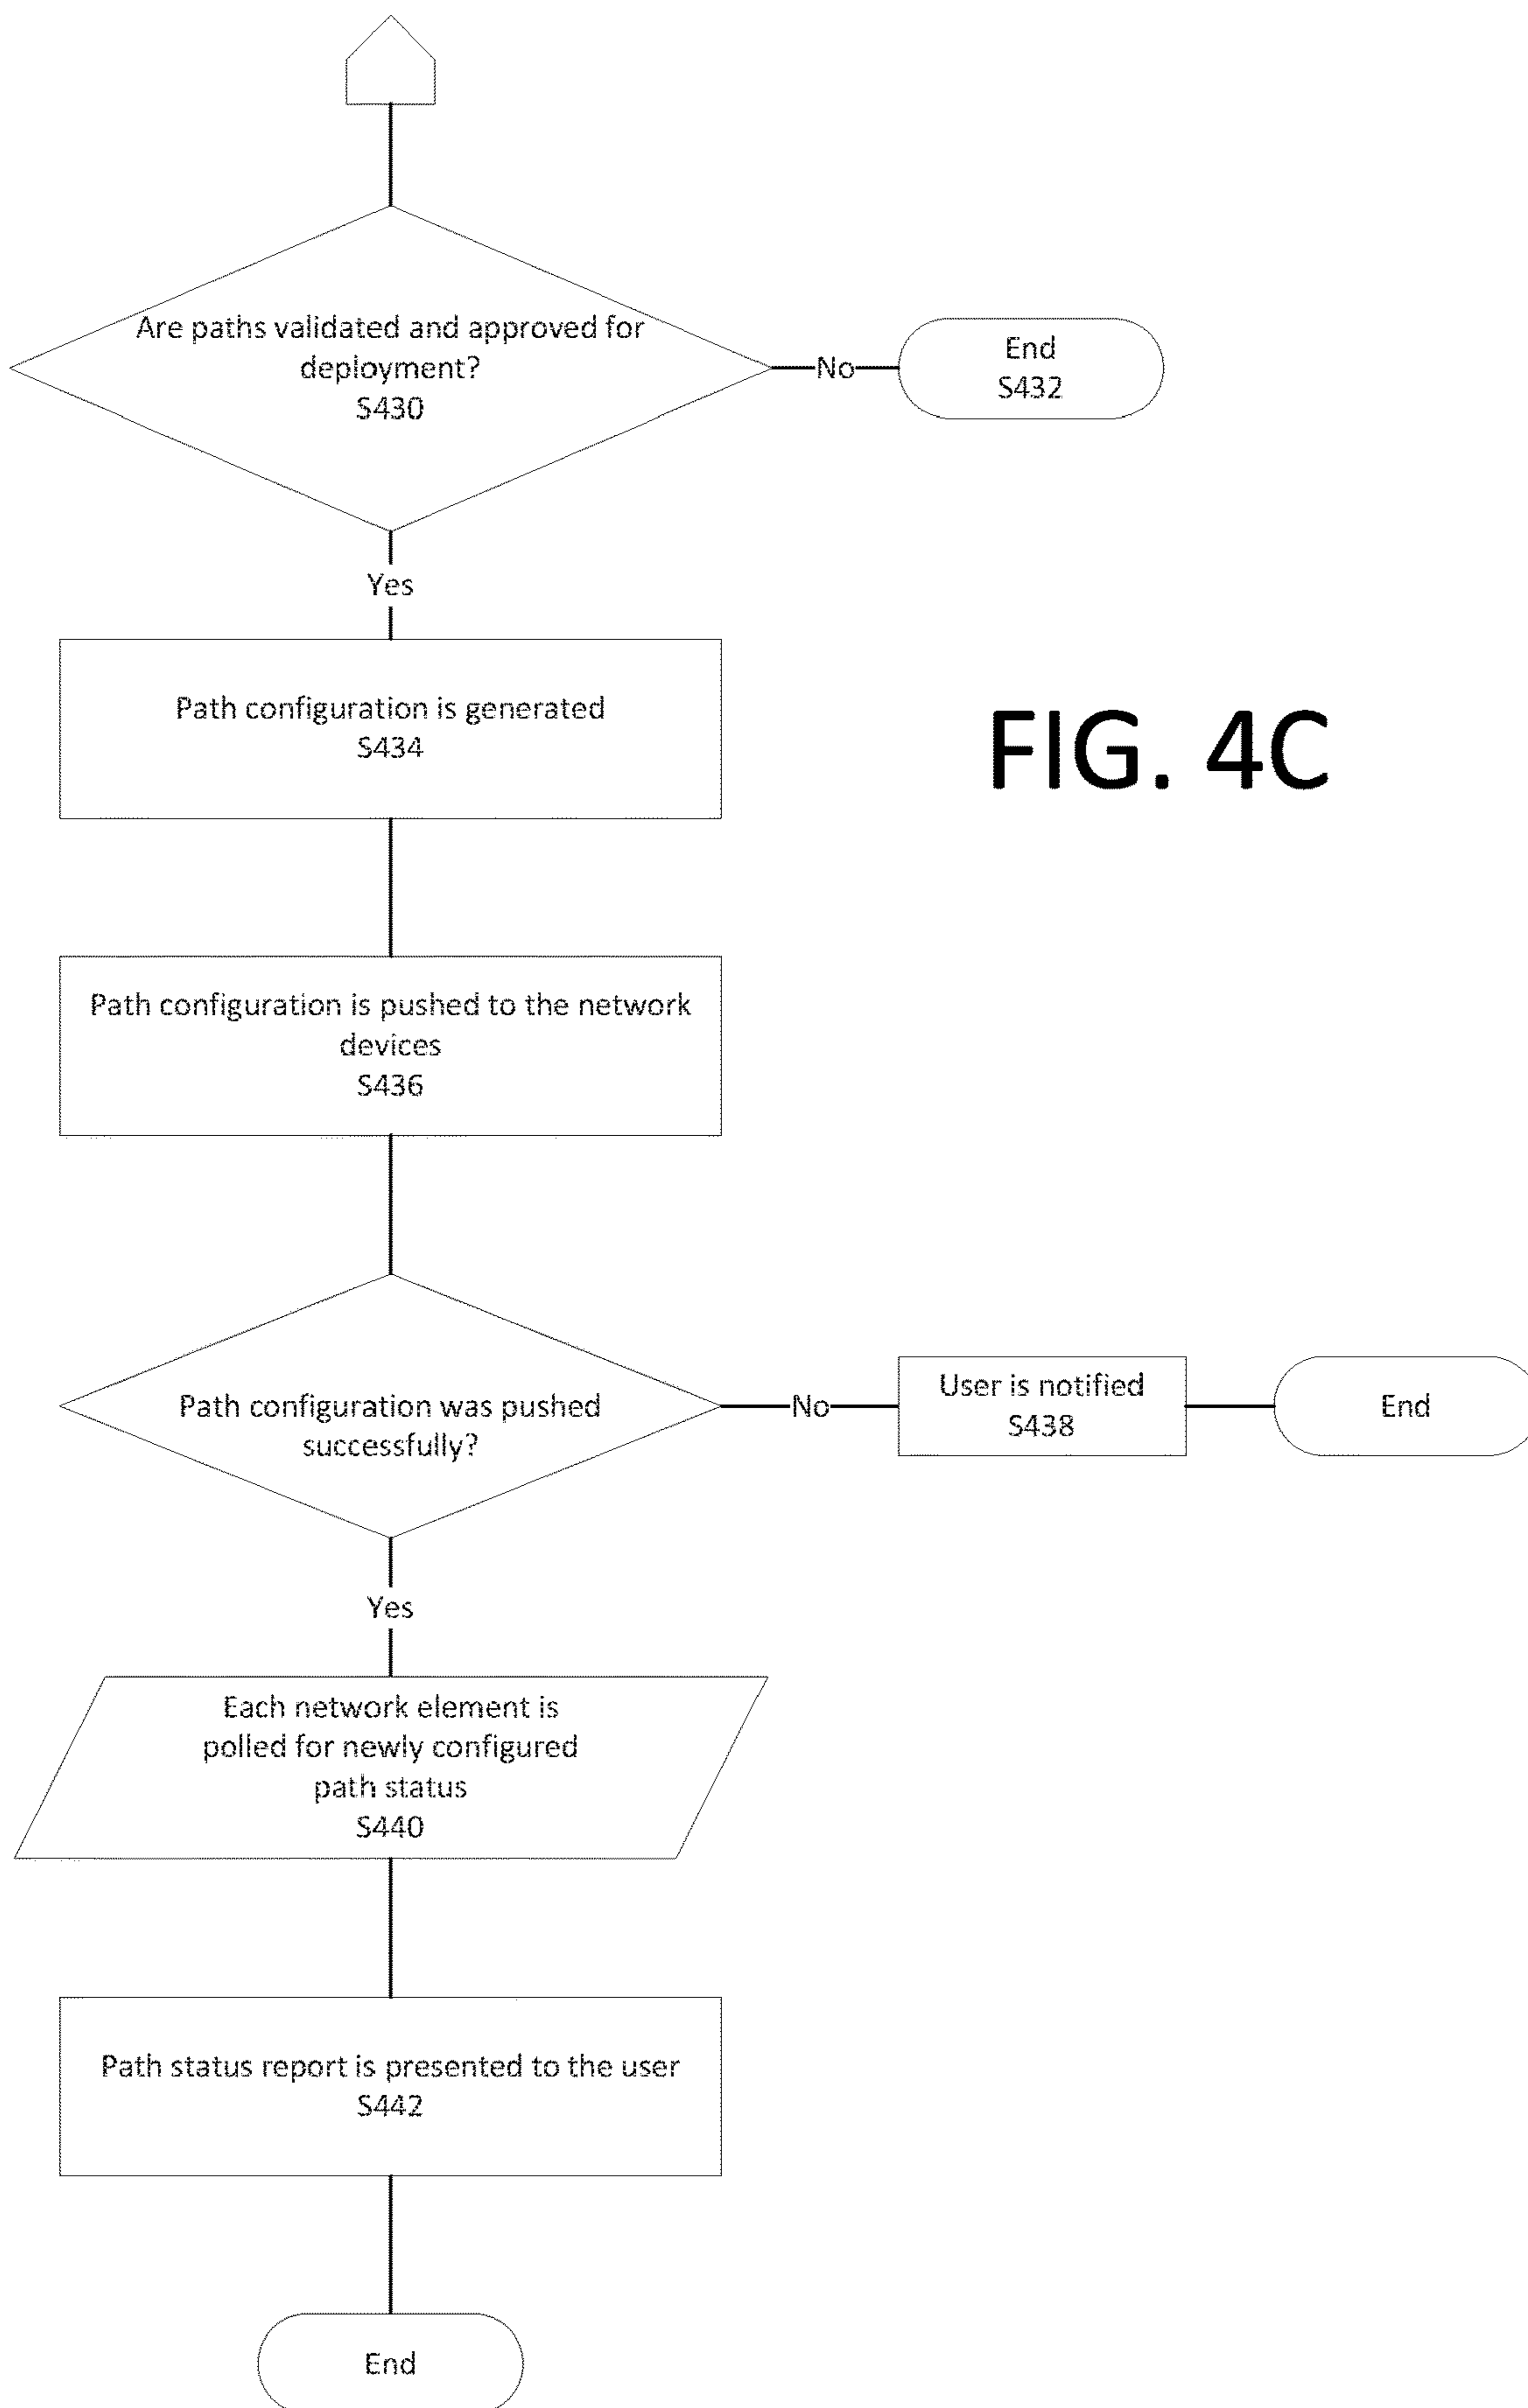 Are paths validated and approved for
deployment?
S430
No
End
S432
Yes
Path configuration is generated
S434
FIG. 4C
Path configuration is pushed to the network
devices
S436
Path configuration was pushed
successfully?
No
User is notified
S438
End
Yes
Each network element is
polled for newly configured
path status
S440
Path status report is presented to the user
S442
End